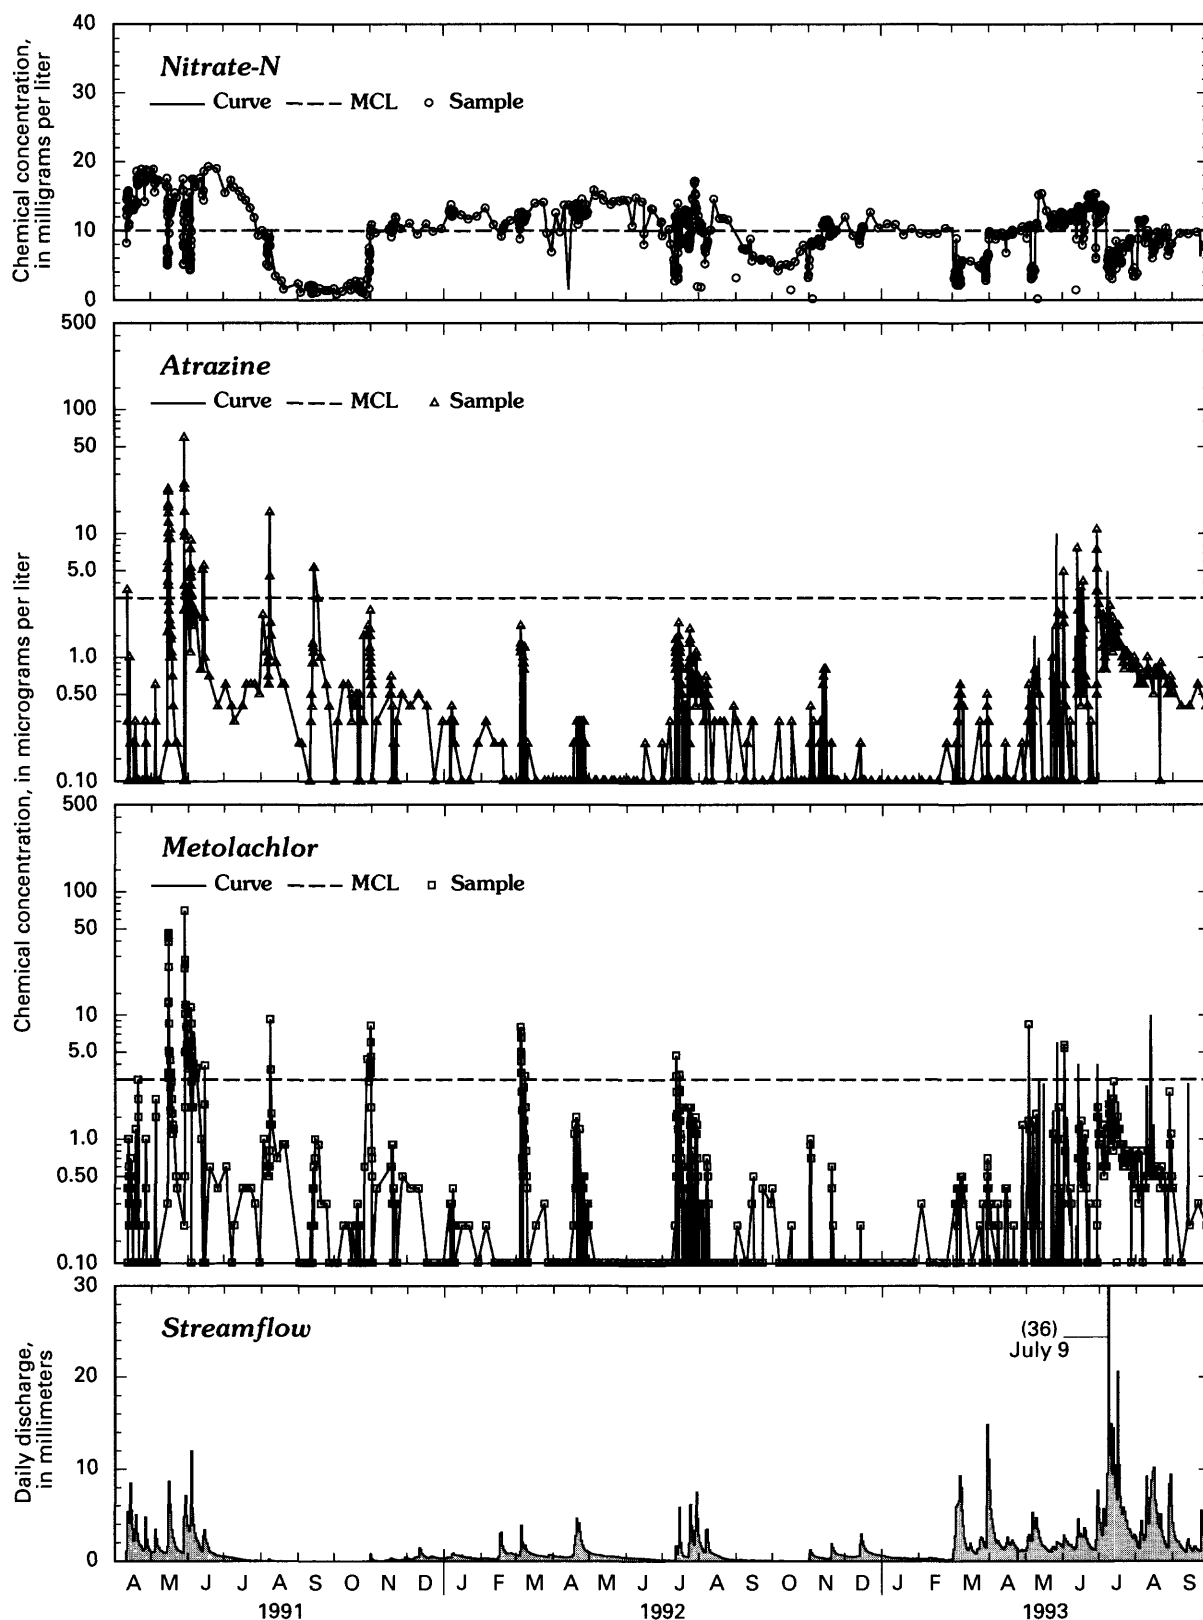 Chemical concentration,
in milligrams per liter
40
30
20
10
0
Nitrate-N
Curve MCL Sample
Chemical concentration, in micrograms per liter
500
100
50
10
5.0
1.0
0.50
0.10
Atrazine
Curve MCL Sample
500
100
50
10
5.0
1.0
0.50
0.10
Metolachlor
Curve MCL Sample
Daily discharge,
in millimeters
30
20
10
0
Streamflow
(36)
July 9
A M J J A S O N D J F M A M J J A S O N D J F M A M J J A S
1991 1992 1993